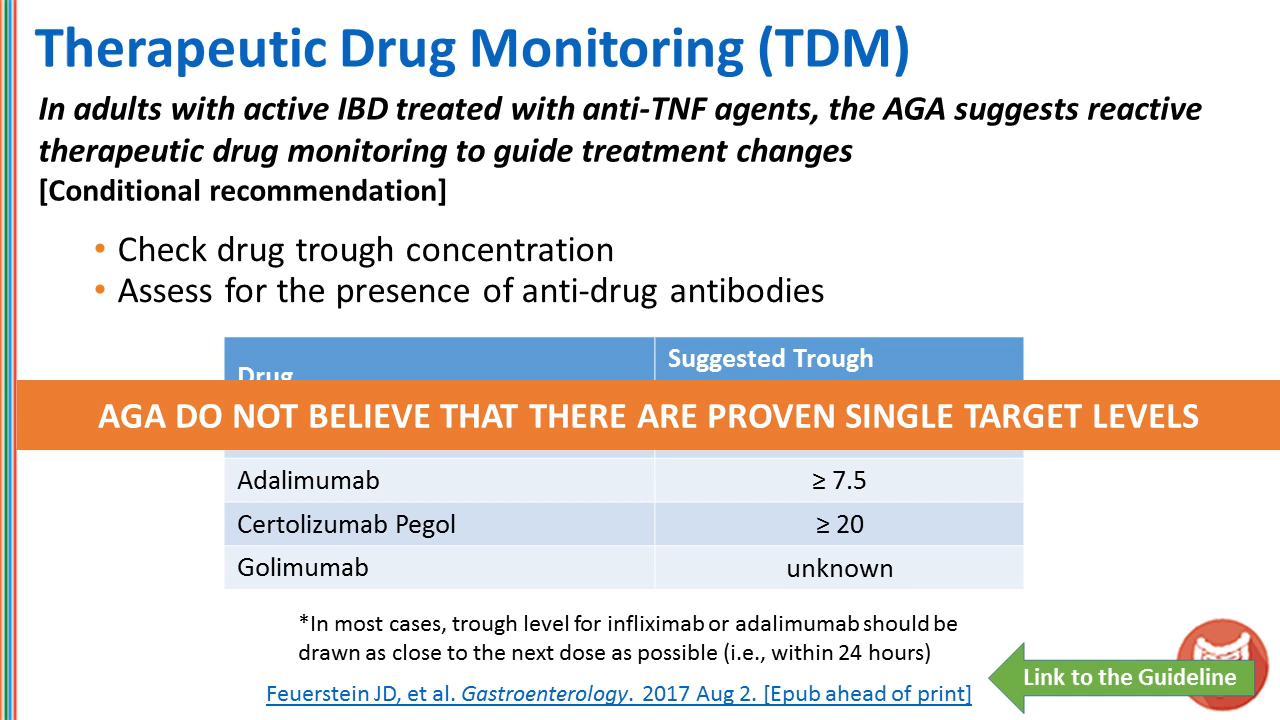 Therapeutic Drug Monitoring (TDM)
In adults with active IBD treated with anti-TNF agents, the AGA suggests reactive
therapeutic drug monitoring to guide treatment changes
[Conditional recommendation]
• Check drug trough concentration
• Assess for the presence of anti-drug antibodies
Drug
Suggested Trough
AGA DO NOT BELIEVE THAT THERE ARE PROVEN SINGLE TARGET LEVELS
Adalimumab ≥ 7.5
Certolizumab Pegol ≥ 20
Golimumab unknown
*In most cases, trough level for infliximab or adalimumab should be
drawn as close to the next dose as possible (i.e., within 24 hours)
Feuerstein JD, et al. Gastroenterology. 2017 Aug 2. [Epub ahead of print]
Link to the Guideline